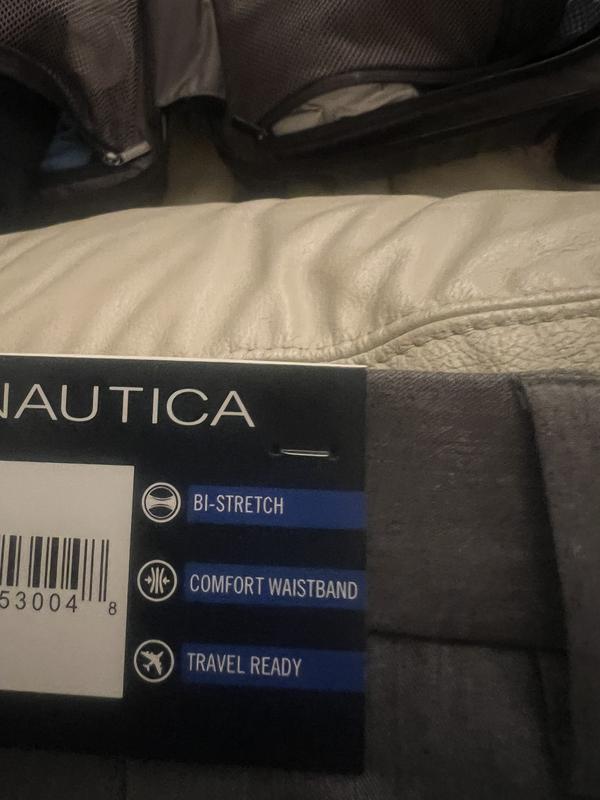 NAUTICA
BI-STRETCH
COMFORT WAISTBAND
TRAVEL READY
53004 8